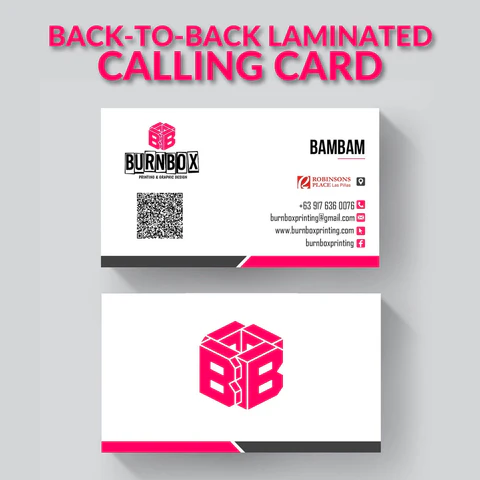 BACK-TO-BACK LAMINATED
CALLING CARD
BURNBOX
PRINTING & GRAPHIC DESIGN
BAMBAM
ROBINSONS
PLACE Las Piñas
+63 917 636 0076
burnboxprinting@gmail.com
www.burnboxprinting.com
burnboxprinting
BB